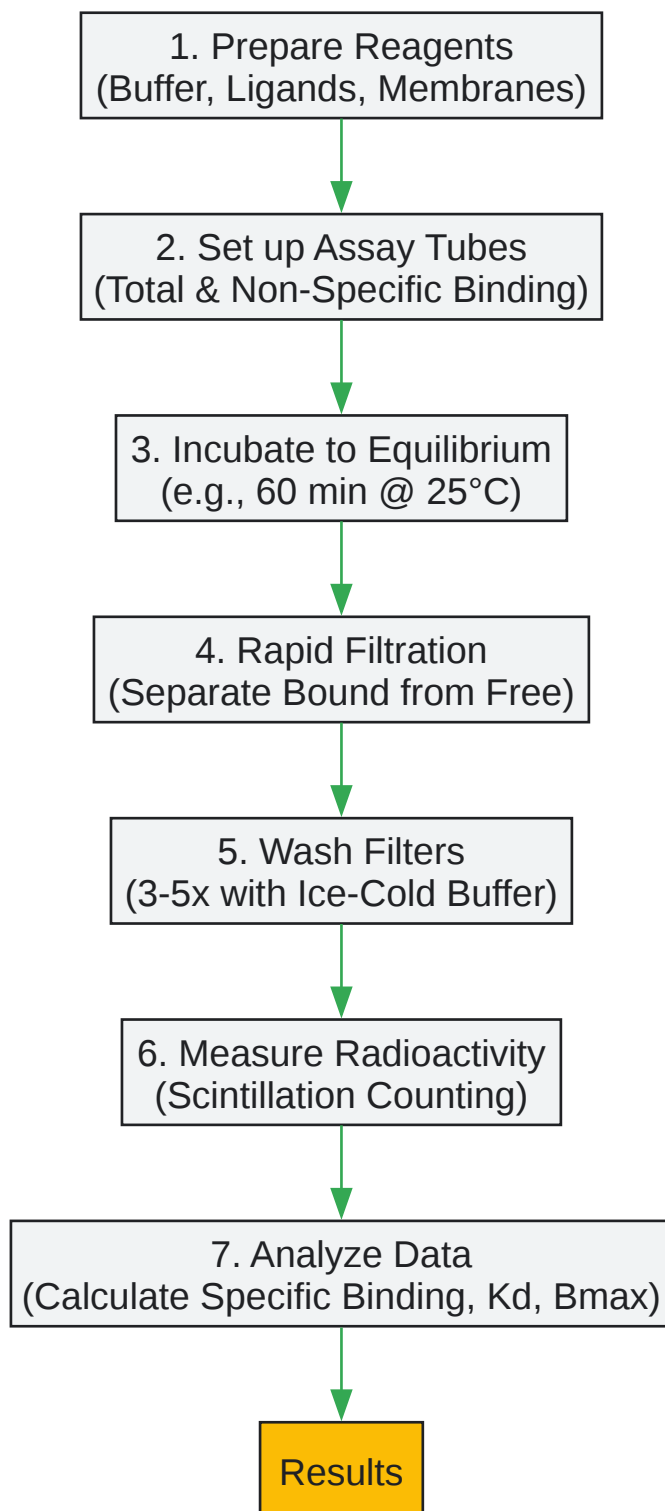 1. Prepare Reagents
(Buffer, Ligands, Membranes)
2. Set up Assay Tubes
(Total & Non-Specific Binding)
3. Incubate to Equilibrium
(e.g., 60 min @ 25°C)
4. Rapid Filtration
(Separate Bound from Free)
5. Wash Filters
(3-5x with Ice-Cold Buffer)
6. Measure Radioactivity
(Scintillation Counting)
7. Analyze Data
(Calculate Specific Binding, Kd, Bmax)
Results